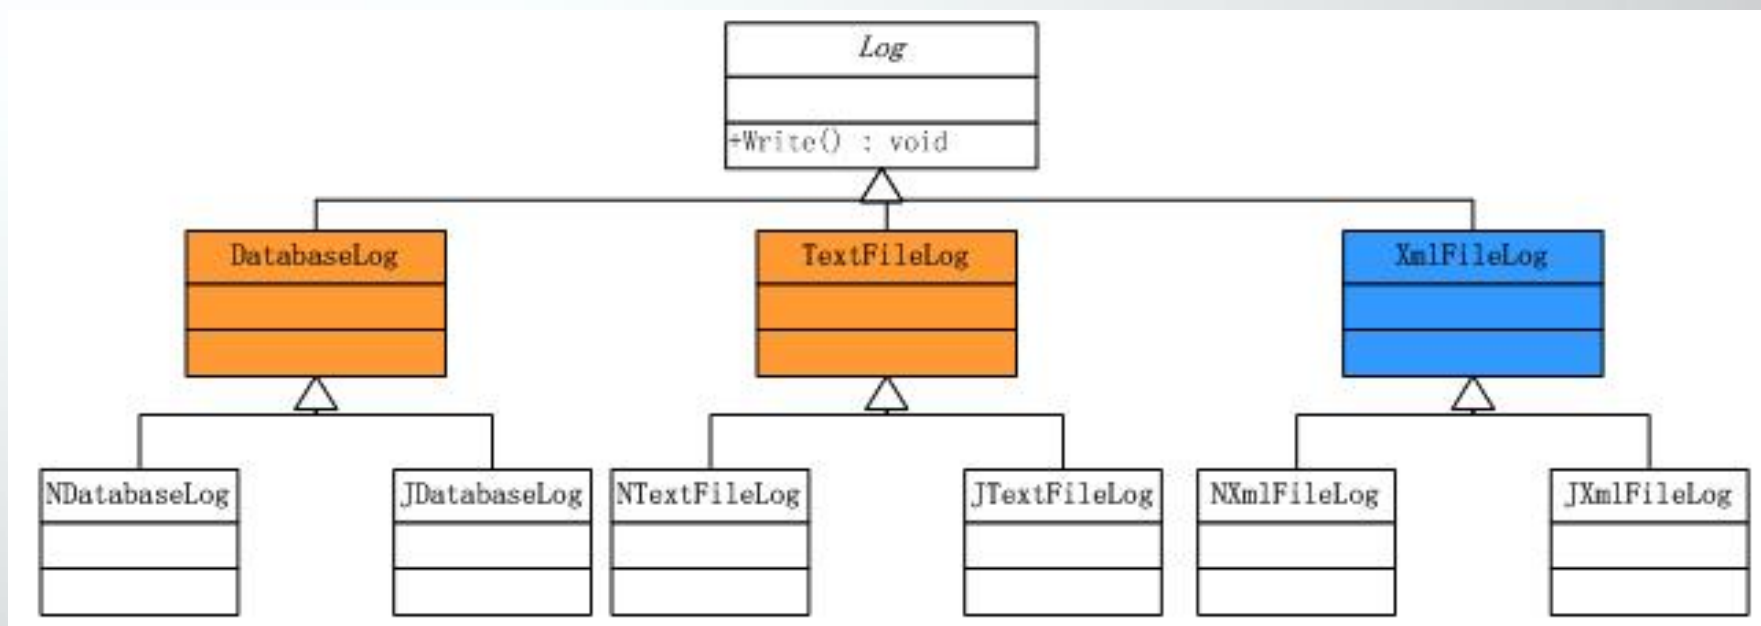 Log
+Write() : void
DatabaseLog
TextFileLog
XmlFileLog
NDatabaseLog
JDatabaseLog
NTextFileLog
JTextFileLog
NXmlFileLog
JXmlFileLog